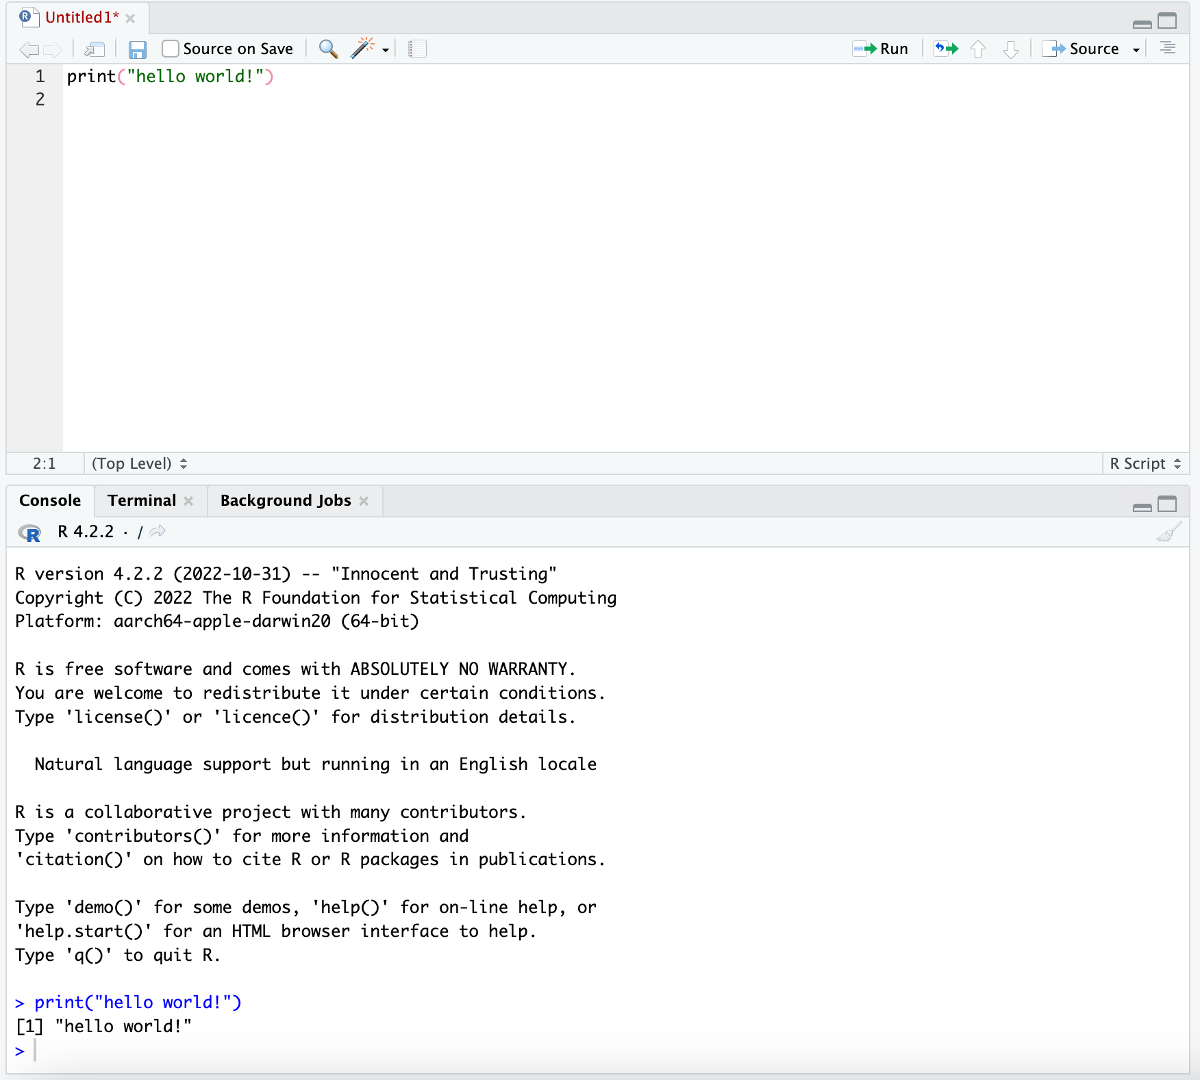 Untitled1*
Source on Save
Run
Source
1 print("hello world!")
2
2:1 (Top Level) R Script
Console Terminal Background Jobs
R 4.2.2 · /
R version 4.2.2 (2022-10-31) -- "Innocent and Trusting"
Copyright (C) 2022 The R Foundation for Statistical Computing
Platform: aarch64-apple-darwin20 (64-bit)
R is free software and comes with ABSOLUTELY NO WARRANTY.
You are welcome to redistribute it under certain conditions.
Type 'license()' or 'licence()' for distribution details.
Natural language support but running in an English locale
R is a collaborative project with many contributors.
Type 'contributors()' for more information and
'citation()' on how to cite R or R packages in publications.
Type 'demo()' for some demos, 'help()' for on-line help, or
'help.start()' for an HTML browser interface to help.
Type 'q()' to quit R.
> print("hello world!")
[1] "hello world!"
>